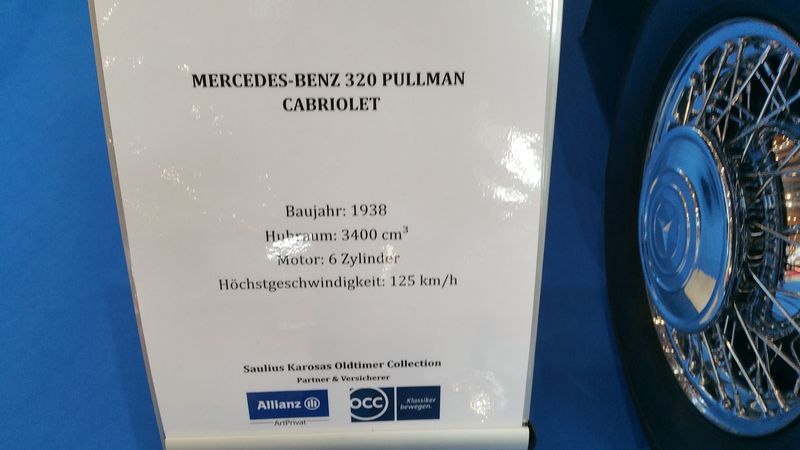 MERCEDES-BENZ 320 PULLMAN
CABRIOLET
Baujahr: 1938
Hubraum: 3400 cm³
Motor: 6 Zylinder
Höchstgeschwindigkeit: 125 km/h
Saulius Karosas Oldtimer Collection
Partner & Versicherer
Allianz
ArtPrivat
OCC
Klassiker
bewegen.